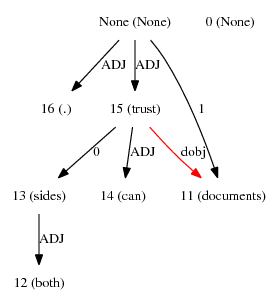 None (None) 0 (None)
ADJ ADJ
16 (.) 15 (trust) 1
0 ADJ dobj
13 (sides) 14 (can) 11 (documents)
ADJ
12 (both)